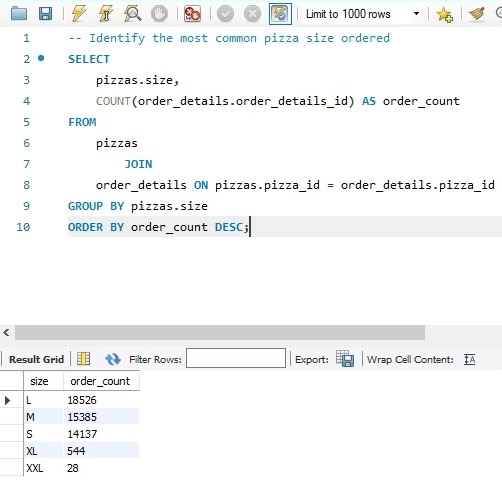 Limit to 1000 rows
1 -- Identify the most common pizza size ordered
2 SELECT
3 pizzas.size,
4 COUNT(order_details.order_details_id) AS order_count
5 FROM
6 pizzas
7 JOIN
8 order_details ON pizzas.pizza_id = order_details.pizza_id
9 GROUP BY pizzas.size
10 ORDER BY order_count DESC;
Result Grid Filter Rows: Export: Wrap Cell Content:
size order_count
L 18526
M 15385
S 14137
XL 544
XXL 28